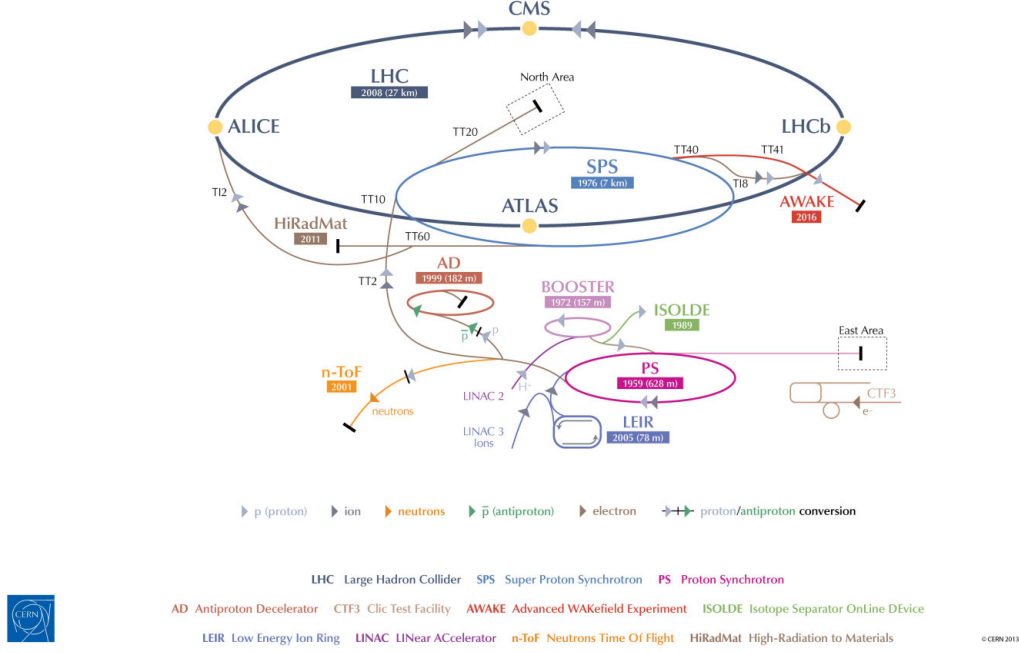 CMS
LHC
2008 (27 km)
North Area
ALICE
TT20
LHCb
TT40
TT41
SPS
1976 (7 km)
TI8
TI2
TT10
ATLAS
AWAKE
2016
HiRadMat
2011
TT60
AD
1999 (182 m)
TT2
BOOSTER
1972 (157 m)
ISOLDE
1989
p
p̅
East Area
n-ToF
2001
PS
1959 (628 m)
H⁻
LINAC 2
neutrons
CTF3
e⁻
LEIR
2005 (78 m)
LINAC 3
Ions
p (proton) ion neutrons p̅ (antiproton) electron proton/antiproton conversion
LHC Large Hadron Collider SPS Super Proton Synchrotron PS Proton Synchrotron
AD Antiproton Decelerator CTF3 Clic Test Facility AWAKE Advanced WAKefield Experiment ISOLDE Isotope Separator OnLine DEvice
LEIR Low Energy Ion Ring LINAC LINear ACcelerator n-ToF Neutrons Time Of Flight HiRadMat High-Radiation to Materials
CERN
© CERN 2013